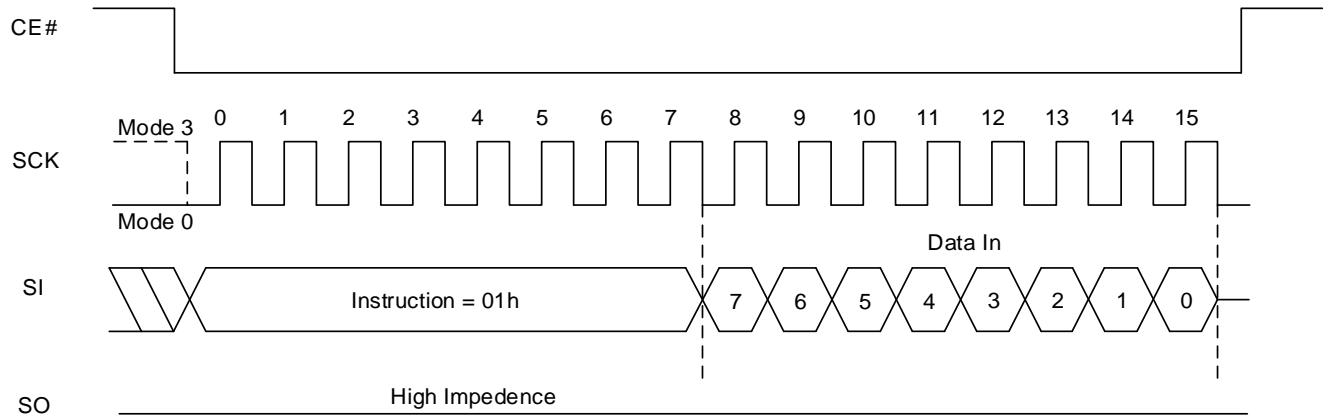 CE#
Mode 3 0 1 2 3 4 5 6 7 8 9 10 11 12 13 14 15
SCK
Mode 0
Data In
SI Instruction = 01h 7 6 5 4 3 2 1 0
High Impedence
SO